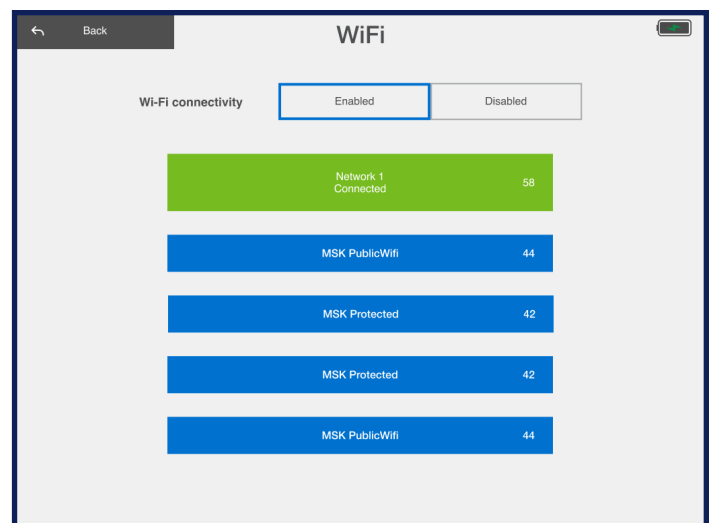 Back
WiFi
Wi-Fi connectivity Enabled Disabled
Network 1
Connected 58
MSK PublicWifi 44
MSK Protected 42
MSK Protected 42
MSK PublicWifi 44